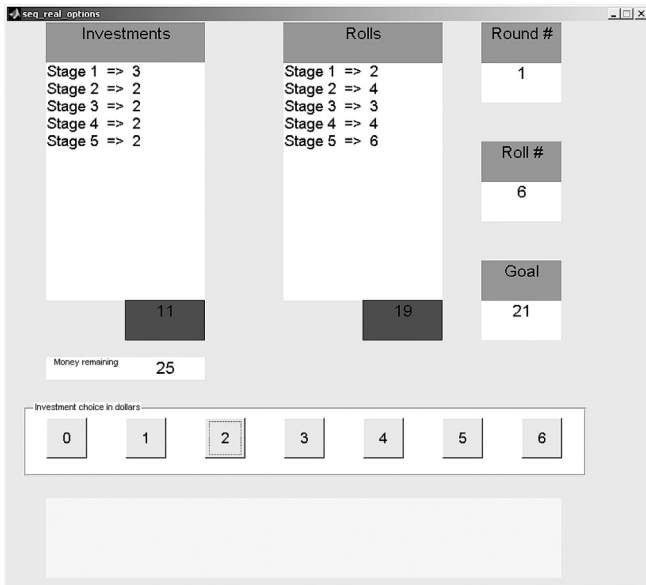 seq_real_options
Investments
Stage 1 => 3
Stage 2 => 2
Stage 3 => 2
Stage 4 => 2
Stage 5 => 2
11
Money remaining 25
Rolls
Stage 1 => 2
Stage 2 => 4
Stage 3 => 3
Stage 4 => 4
Stage 5 => 6
19
Round #
1
Roll #
6
Goal
21
Investment choice in dollars
0 1 2 3 4 5 6